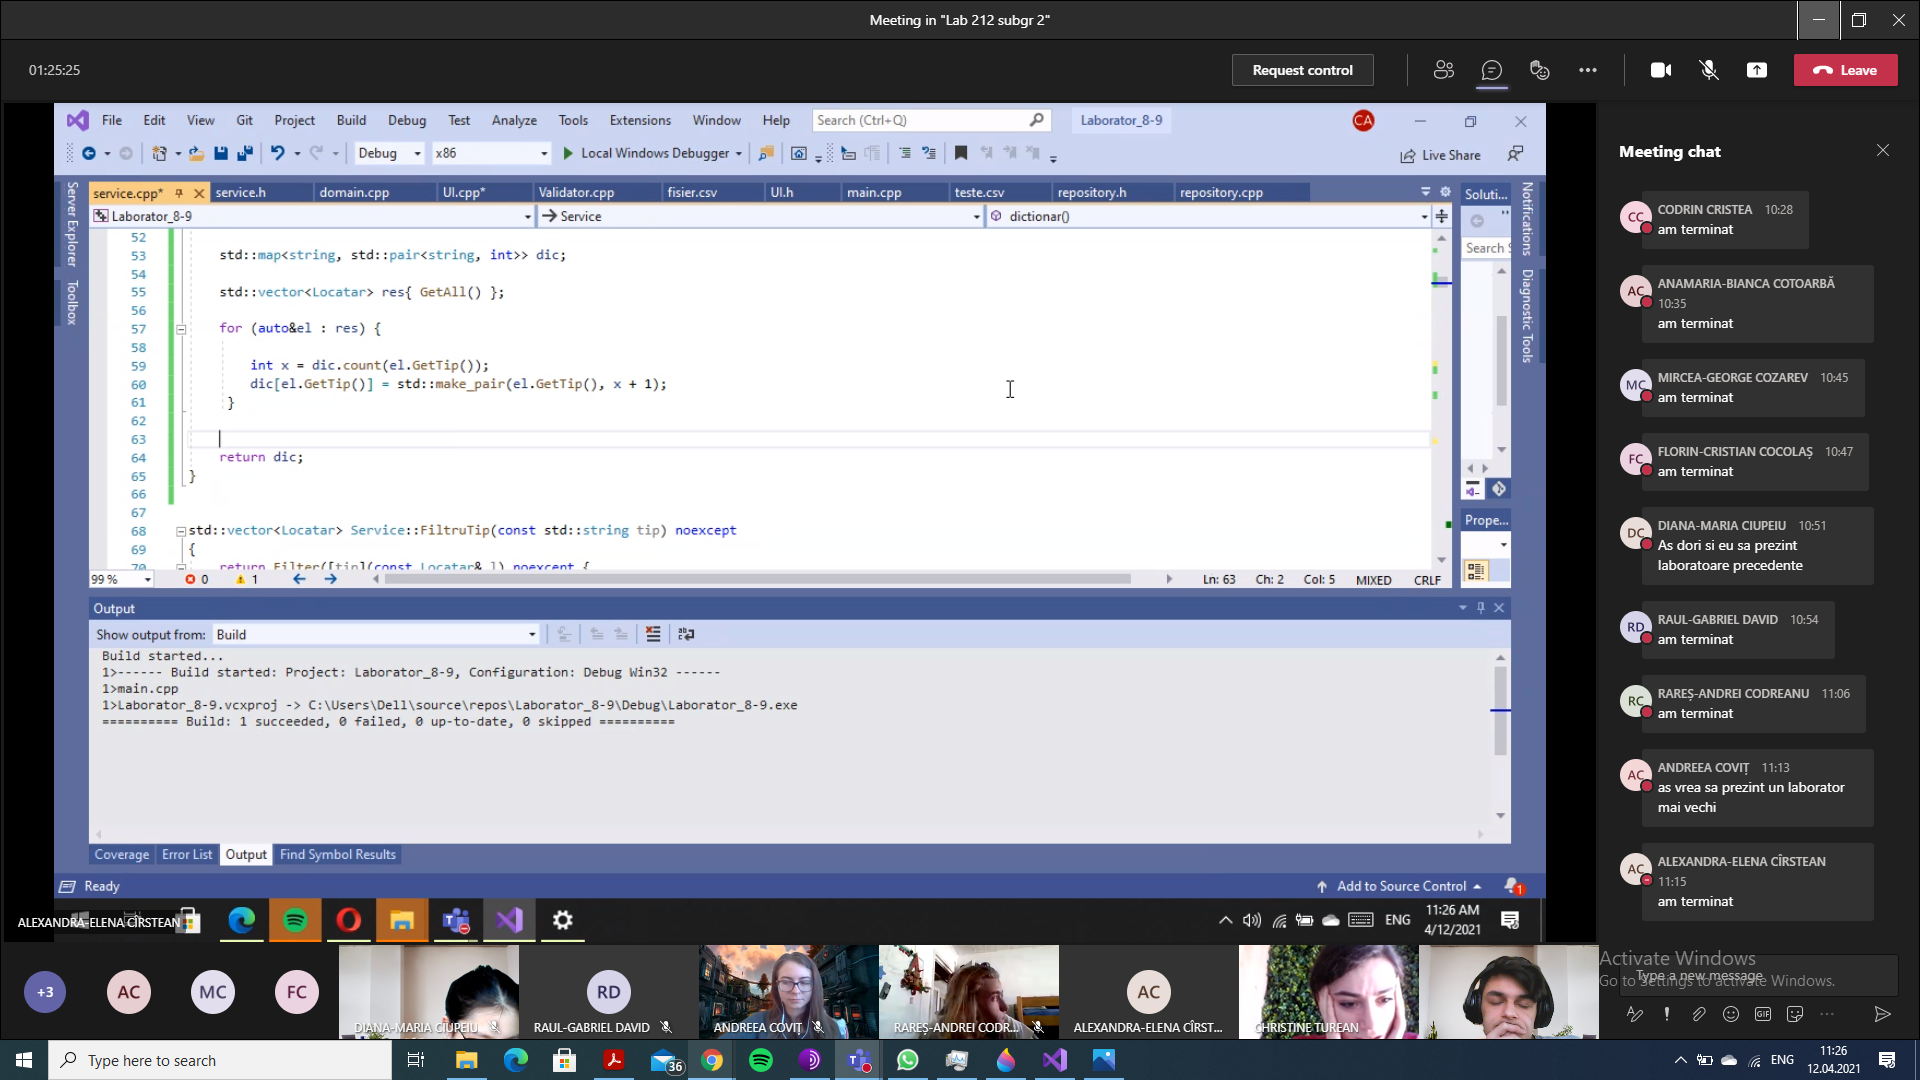 Meeting in "Lab 212 subgr 2"
01:25:25
Request control
Leave
File Edit View Git Project Build Debug Test Analyze Tools Extensions Window Help
Search (Ctrl+Q)
Laborator_8-9
CA
Debug x86 Local Windows Debugger
Live Share
Server Explorer
Toolbox
service.cpp* service.h domain.cpp UI.cpp* Validator.cpp fisier.csv UI.h main.cpp teste.csv repository.h repository.cpp
Laborator_8-9 Service dictionar()
52
53 std::map<string, std::pair<string, int>> dic;
54
55 std::vector<Locatar> res{ GetAll() };
56
57 for (auto&el : res) {
58
59 int x = dic.count(el.GetTip());
60 dic[el.GetTip()] = std::make_pair(el.GetTip(), x + 1);
61 }
62
63
64 return dic;
65 }
66
67
68 std::vector<Locatar> Service::FiltruTip(const std::string tip) noexcept
69 {
70 return Filter([tip](const Locatar& l) noexcept {
99 % 0 1 Ln: 63 Ch: 2 Col: 5 MIXED CRLF
Soluti...
Search S
Prope...
Notifications
Diagnostic Tools
Output
Show output from: Build
Build started...
1>------ Build started: Project: Laborator_8-9, Configuration: Debug Win32 ------
1>main.cpp
1>Laborator_8-9.vcxproj -> C:\Users\Dell\source\repos\Laborator_8-9\Debug\Laborator_8-9.exe
========== Build: 1 succeeded, 0 failed, 0 up-to-date, 0 skipped ==========
Coverage Error List Output Find Symbol Results
Ready
Add to Source Control
1
ALEXANDRA-ELENA CÎRSTEAN
ENG
11:26 AM
4/12/2021
Meeting chat
CC
CODRIN CRISTEA 10:28
am terminat
AC
ANAMARIA-BIANCA COTOARBĂ
10:35
am terminat
MC
MIRCEA-GEORGE COZAREV 10:45
am terminat
FC
FLORIN-CRISTIAN COCOLAȘ 10:47
am terminat
DC
DIANA-MARIA CIUPEIU 10:51
As dori si eu sa prezint
laboratoare precedente
RD
RAUL-GABRIEL DAVID 10:54
am terminat
RC
RAREȘ-ANDREI CODREANU 11:06
am terminat
AC
ANDREEA COVIȚ 11:13
as vrea sa prezint un laborator
mai vechi
AC
ALEXANDRA-ELENA CÎRSTEAN
11:15
am terminat
Activate Windows
Go to Settings to activate Windows.
Type a new message
GIF
+3 AC MC FC RD AC
DIANA-MARIA CIUPEIU
RAUL-GABRIEL DAVID
ANDREEA COVIȚ
RAREȘ-ANDREI CODR...
ALEXANDRA-ELENA CÎRST...
CHRISTINE TUREAN
Type here to search
36
ENG
11:26
12.04.2021